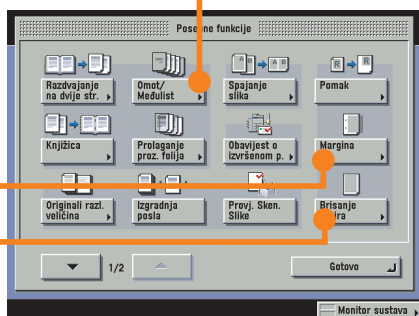 Posebne funkcije
Razdvajanje
na dvije str.
Omot/
Međulist
Spajanje
slika
Pomak
Knjižica
Prolaganje
proz. folija
Obavijest o
izvršenom p.
Margina
Originali razl.
veličina
Izgradnja
posla
Provj. Sken.
Slike
Brisanje
1/2
Gotovo
Monitor sustava